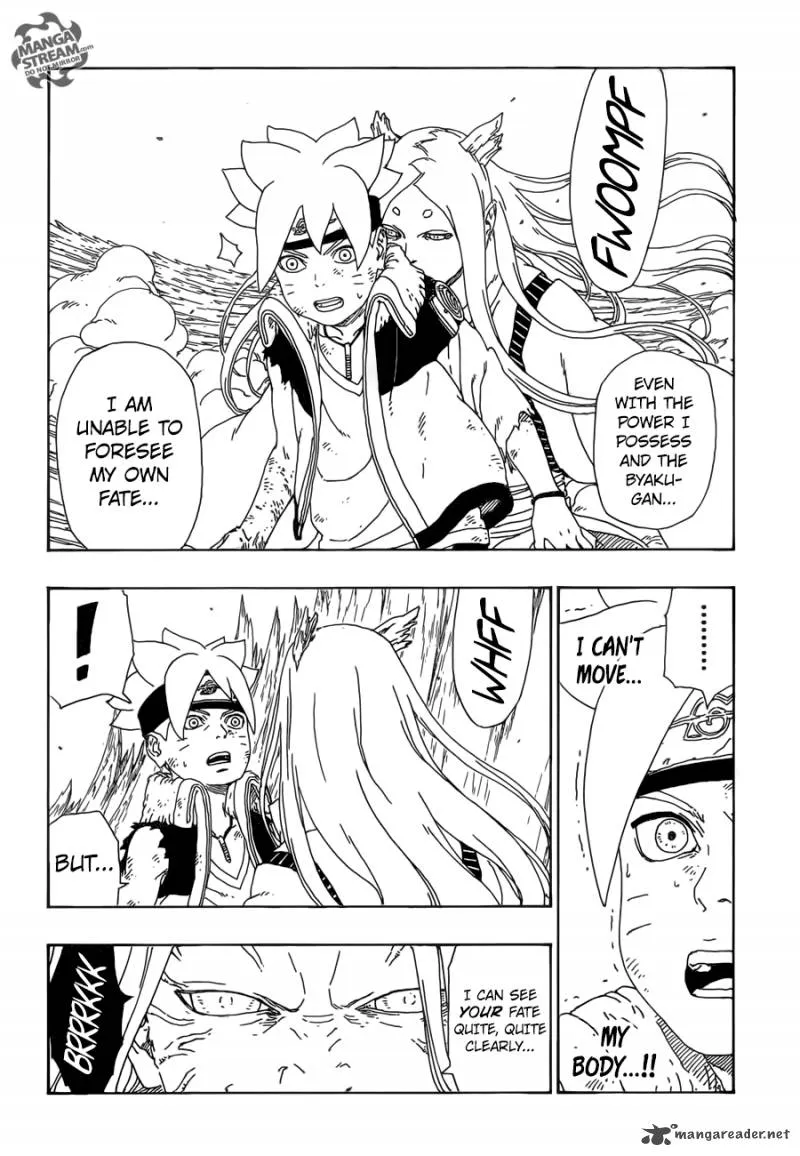 MANGA
STREAM.com
DO NOT MIRROR!
FWOOMPF
EVEN
WITH THE
POWER I
POSSESS
AND THE
BYAKU-
GAN...
I AM
UNABLE TO
FORESEE
MY OWN
FATE...
........
I CAN'T
MOVE...
MY
BODY...!!
WHFF
!
BUT...
I CAN SEE
YOUR FATE
QUITE, QUITE
CLEARLY...
BRRRKKK
mangareader.net